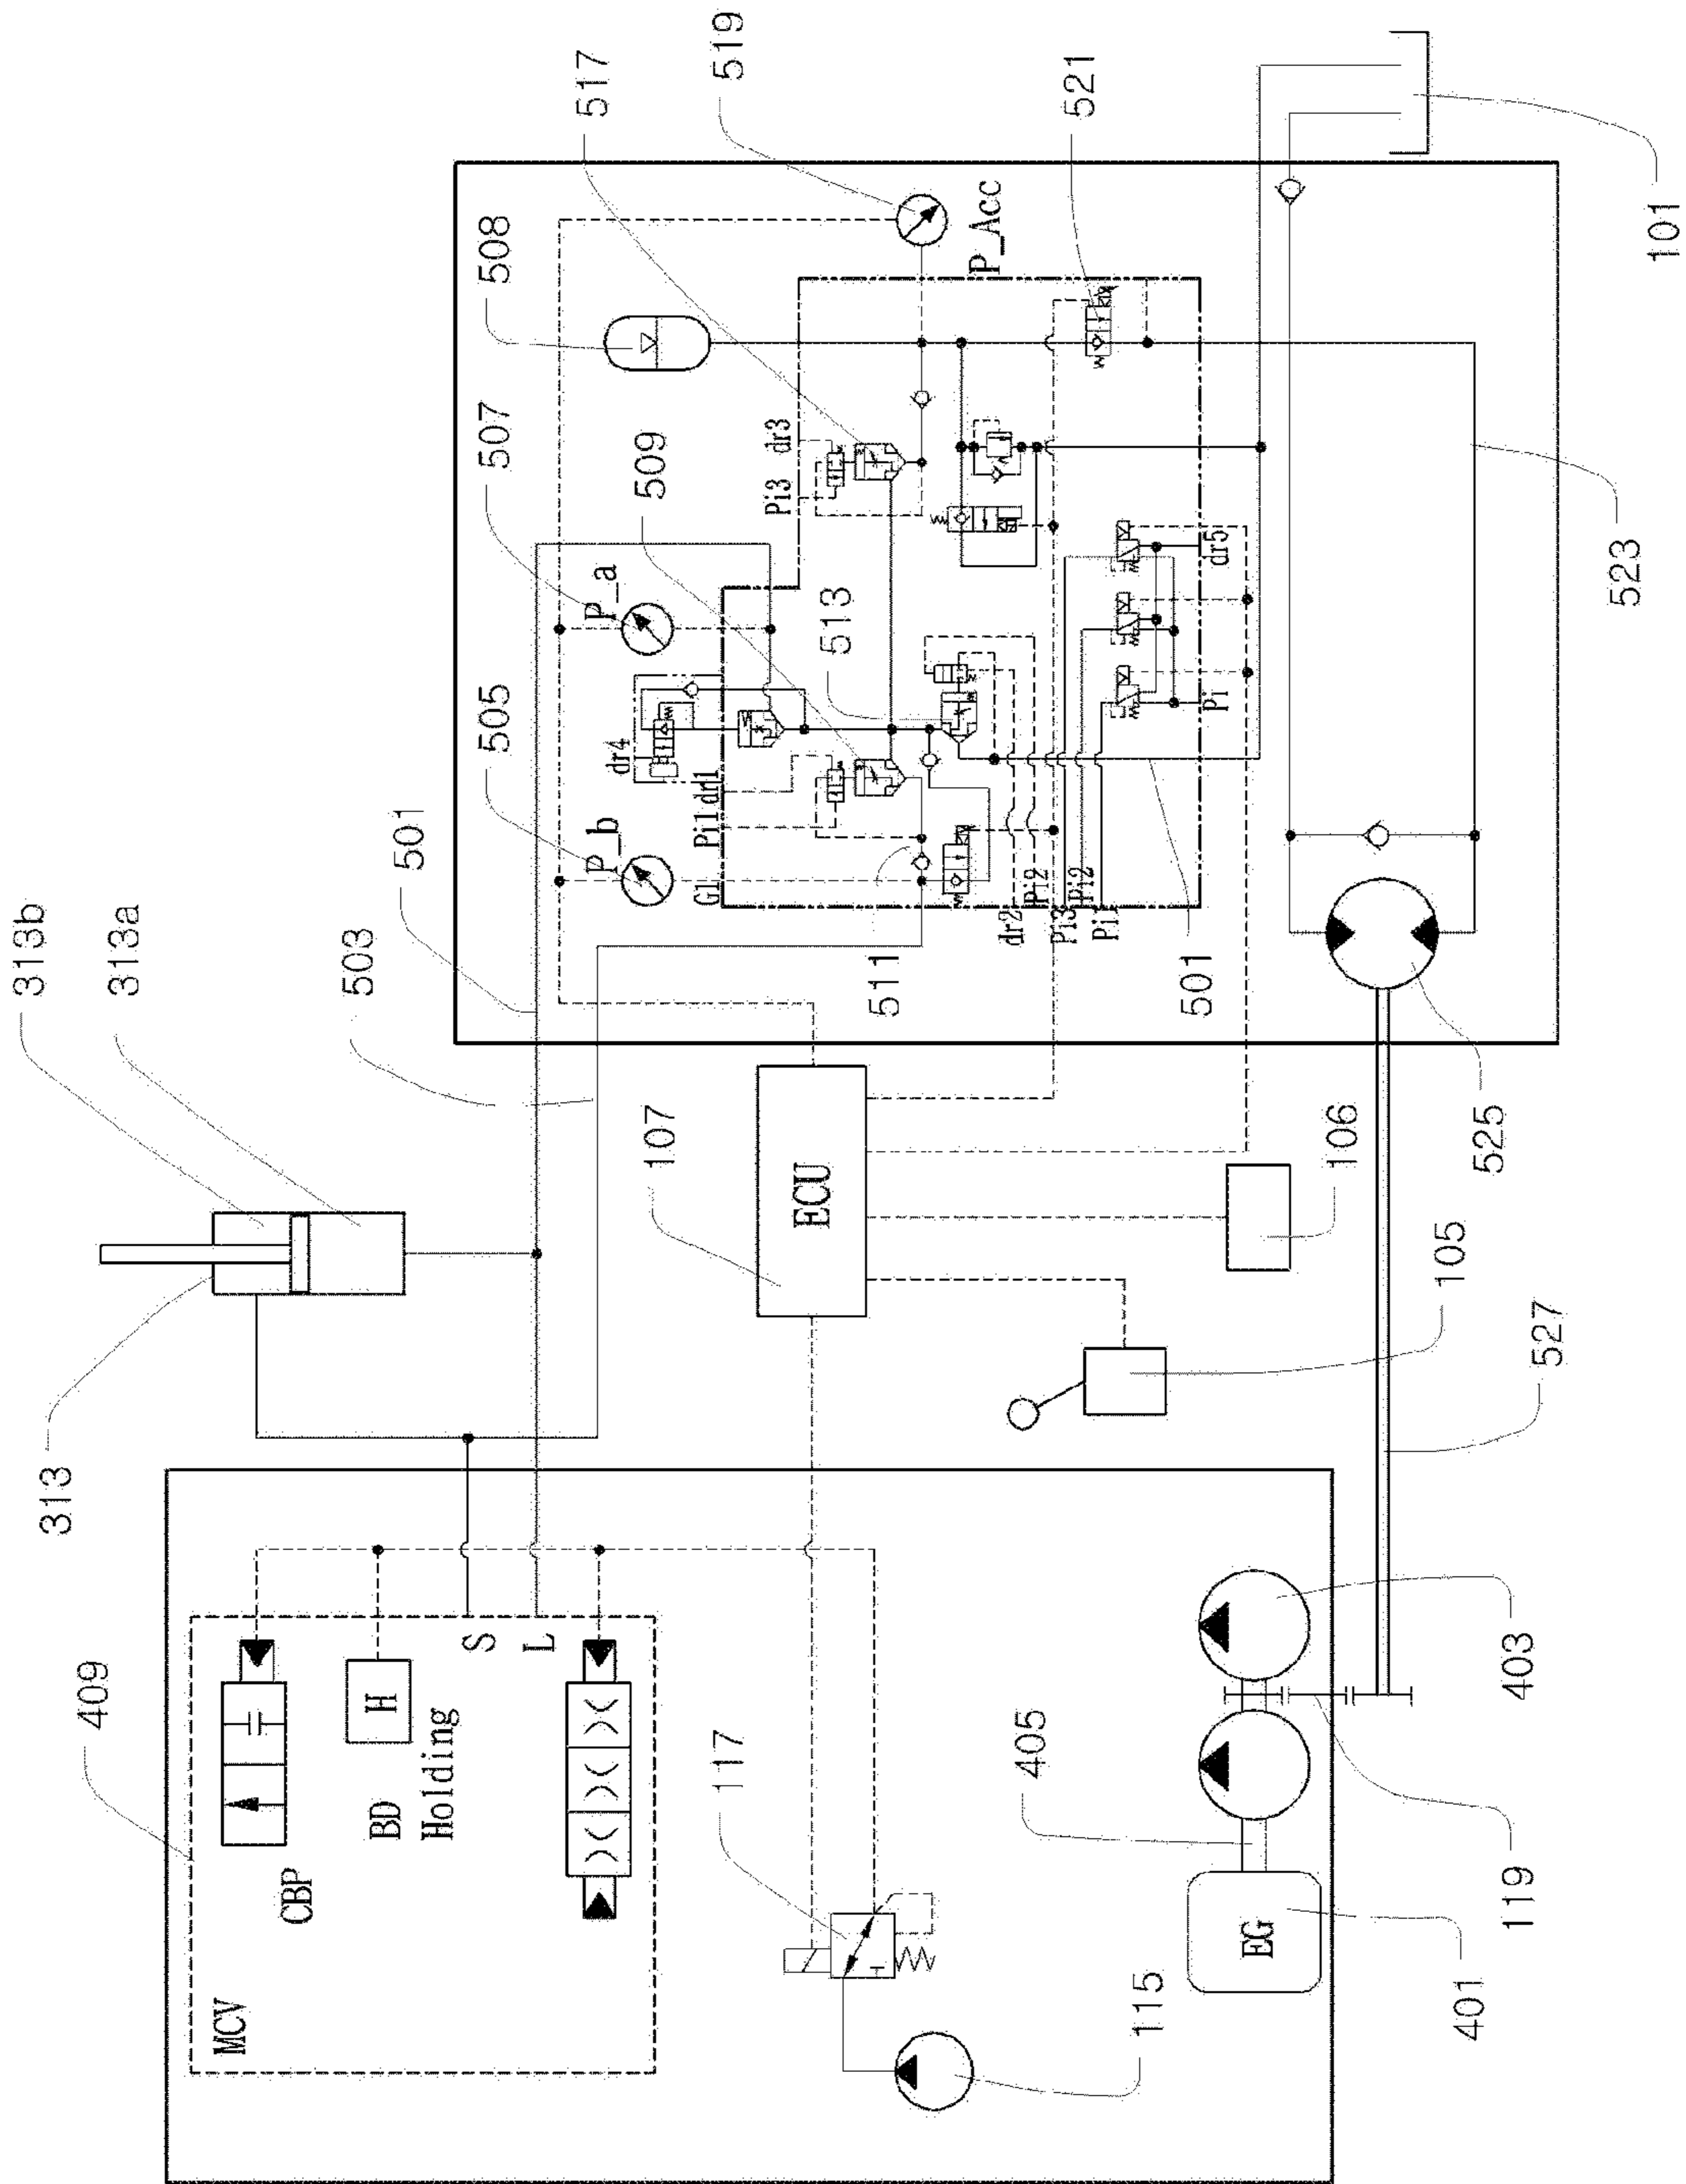 313b
313a
503
501
505
507
508
517
519
313
P_b
P_a
509
P_Acc
521
dr4
Pi1
dr1
G1
Pi3
dr3
513
511
dr2
Pi2
Pi3
Pi2
Pi1
501
Pi
dr5
101
523
525
107
ECU
106
105
527
409
MCV
CBP
BD
Holding
H
S
L
117
115
405
403
EG
401
119